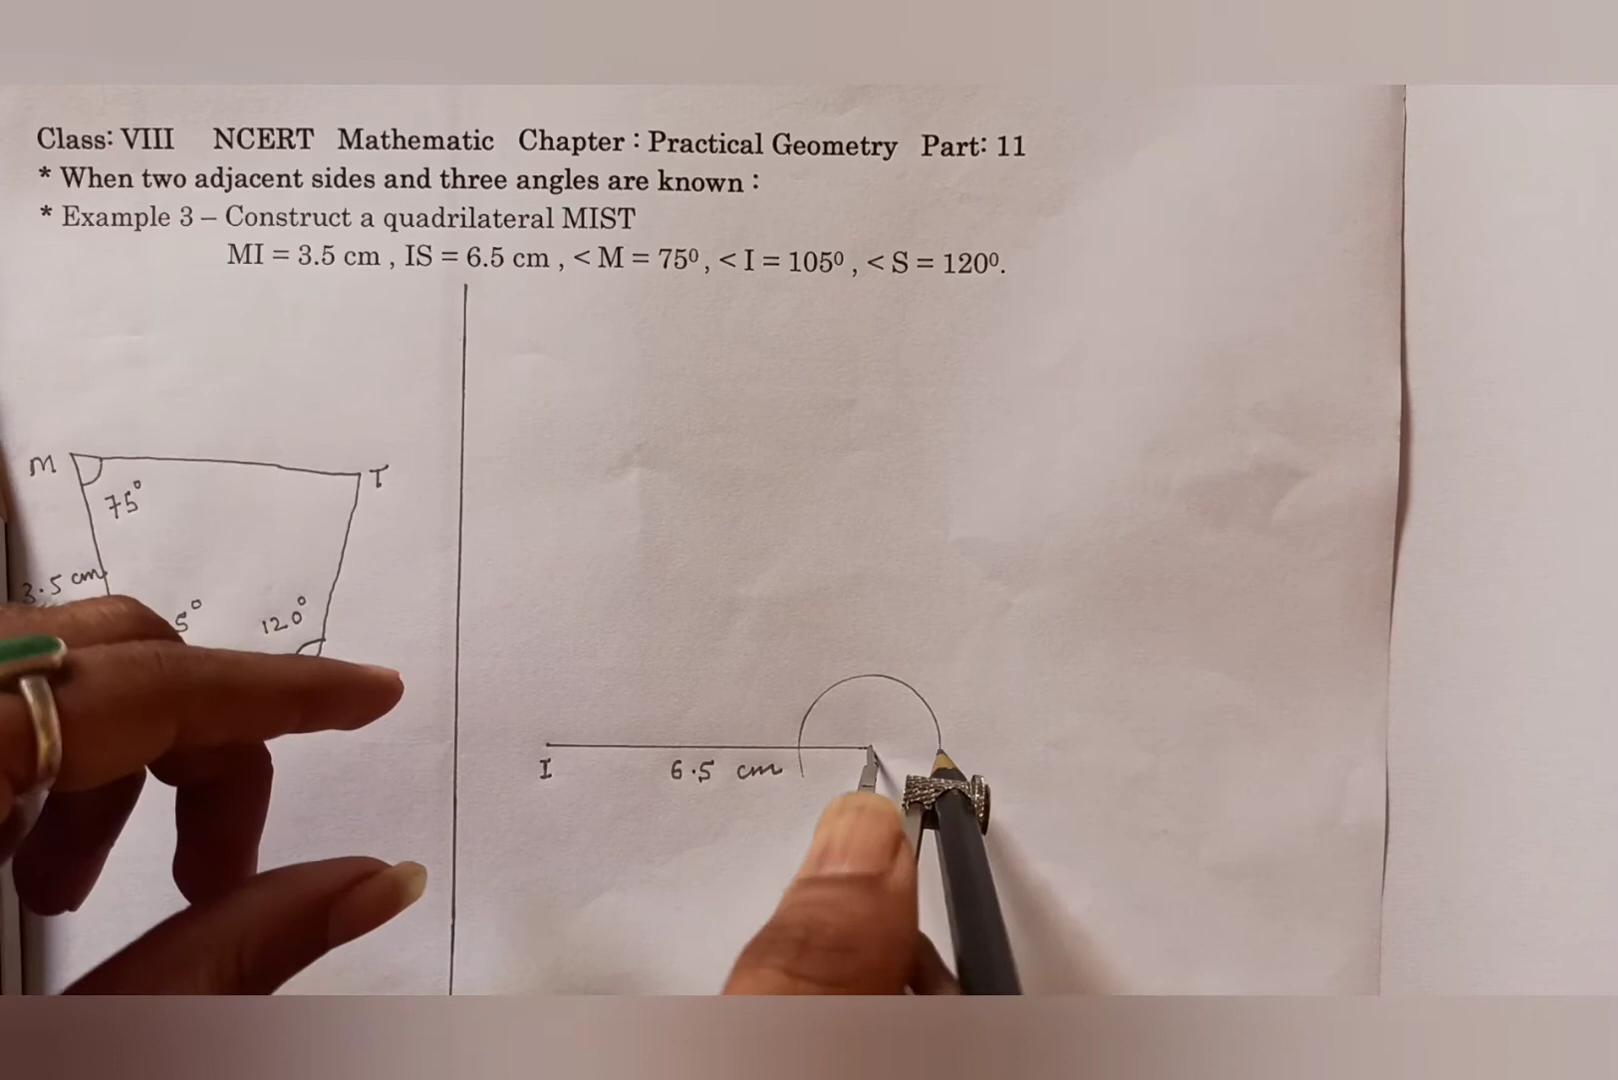 Class: VIII NCERT Mathematic Chapter : Practical Geometry Part: 11
* When two adjacent sides and three angles are known :
* Example 3 – Construct a quadrilateral MIST
MI = 3.5 cm , IS = 6.5 cm , < M = 75⁰ , < I = 105⁰ , < S = 120⁰.
M
T
75°
3.5 cm
5°
120°
I
6.5 cm